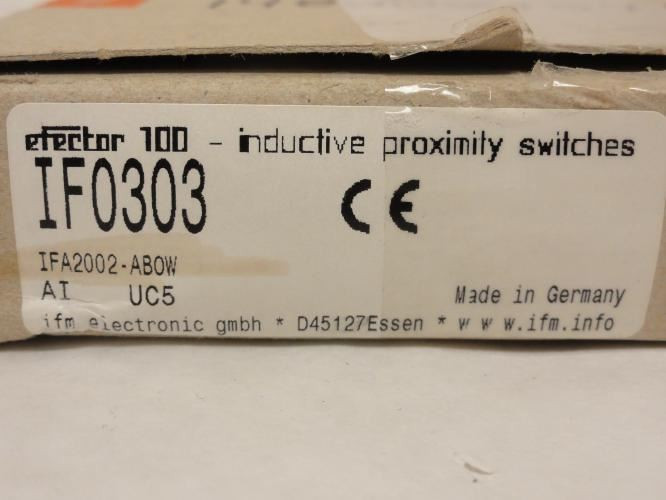 efector 100 - inductive proximity switches
IF0303
CE
IFA2002-ABOW
AI UC5
Made in Germany
ifm electronic gmbh * D45127Essen * w w w.ifm.info